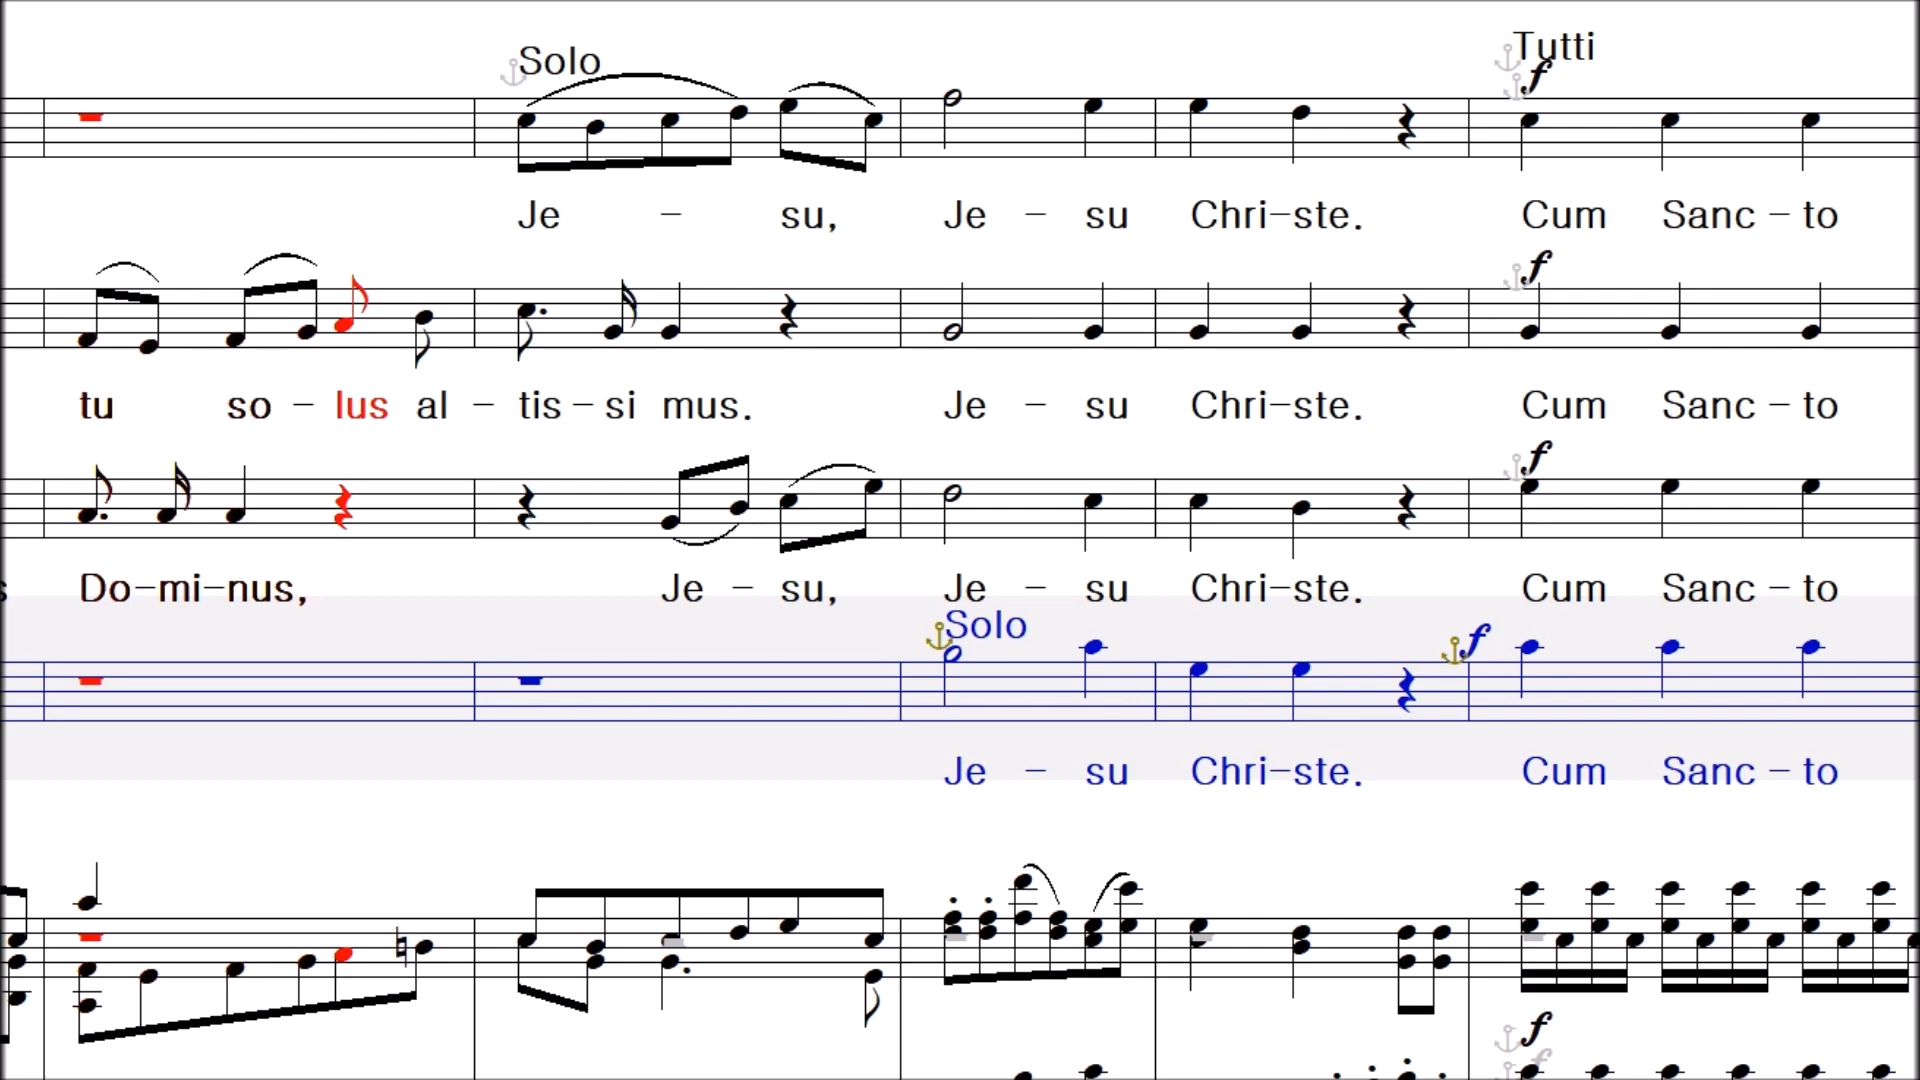 Solo Tutti
f
Je - su, Je - su Chri-ste. Cum Sanc - to
f
tu so - lus al - tis - si mus. Je - su Chri-ste. Cum Sanc - to
f
s Do-mi-nus, Je - su, Je - su Chri-ste. Cum Sanc - to
Solo f
Je - su Chri-ste. Cum Sanc - to
f
f